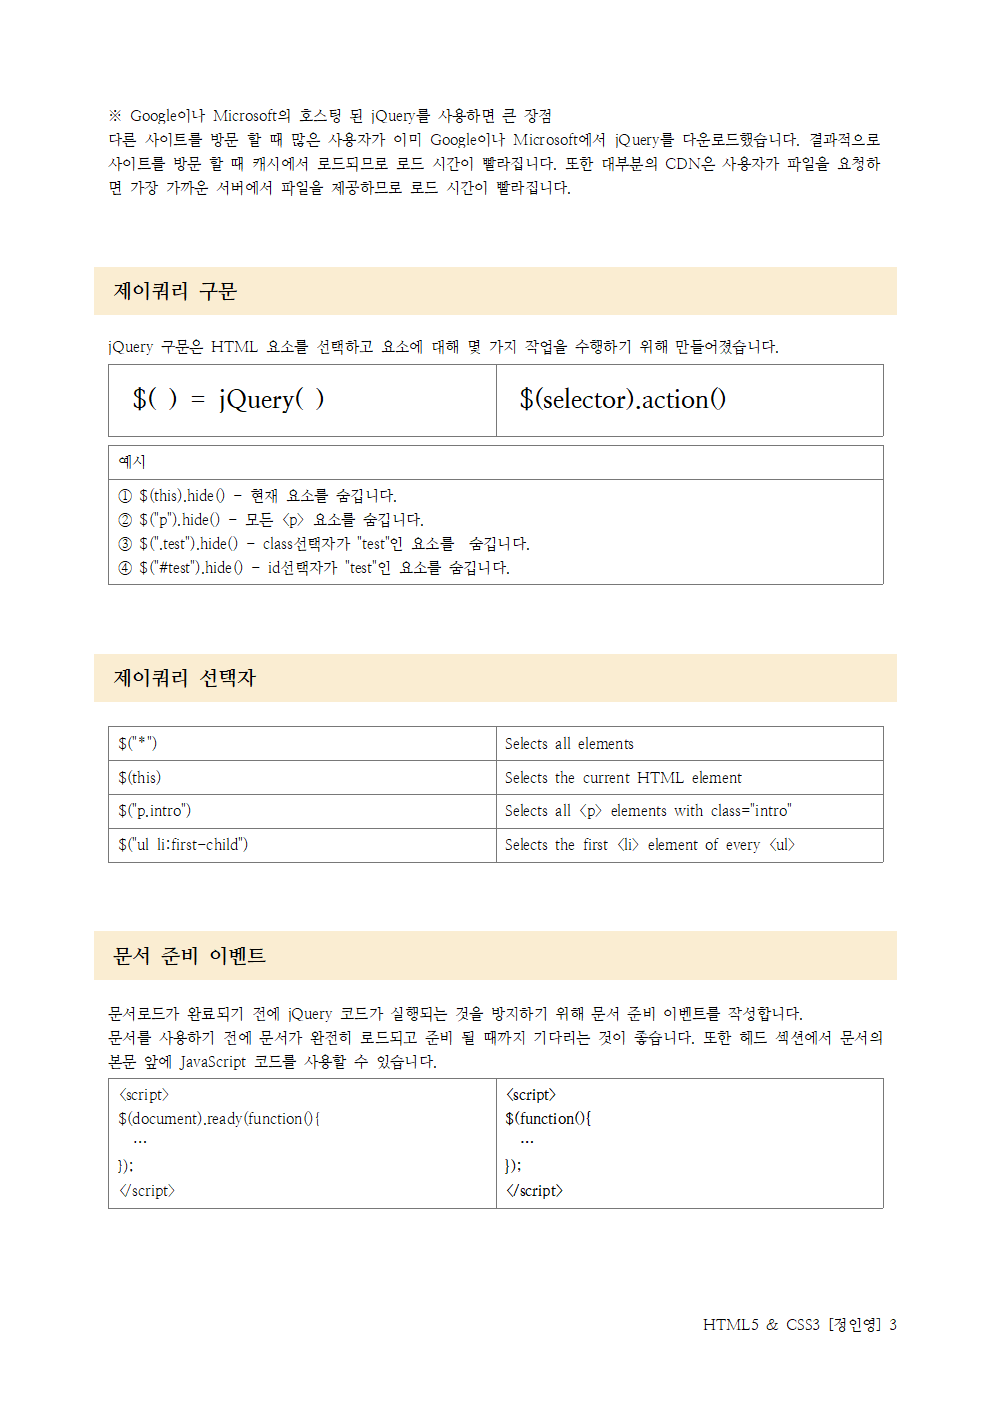 ※ Google이나 Microsoft의 호스팅 된 jQuery를 사용하면 큰 장점
다른 사이트를 방문 할 때 많은 사용자가 이미 Google이나 Microsoft에서 jQuery를 다운로드했습니다. 결과적으로
사이트를 방문 할 때 캐시에서 로드되므로 로드 시간이 빨라집니다. 또한 대부분의 CDN은 사용자가 파일을 요청하
면 가장 가까운 서버에서 파일을 제공하므로 로드 시간이 빨라집니다.
제이쿼리 구문
jQuery 구문은 HTML 요소를 선택하고 요소에 대해 몇 가지 작업을 수행하기 위해 만들어졌습니다.
$( ) = jQuery( )
$(selector).action()
예시
① $(this).hide() - 현재 요소를 숨깁니다.
② $("p").hide() - 모든 <p> 요소를 숨깁니다.
③ $(".test").hide() - class선택자가 "test"인 요소를  숨깁니다.
④ $("#test").hide() - id선택자가 "test"인 요소를 숨깁니다.
제이쿼리 선택자
$("*")
Selects all elements
$(this)
Selects the current HTML element
$("p.intro")
Selects all <p> elements with class="intro"
$("ul li:first-child")
Selects the first <li> element of every <ul>
문서 준비 이벤트
문서로드가 완료되기 전에 jQuery 코드가 실행되는 것을 방지하기 위해 문서 준비 이벤트를 작성합니다.
문서를 사용하기 전에 문서가 완전히 로드되고 준비 될 때까지 기다리는 것이 좋습니다. 또한 헤드 섹션에서 문서의
본문 앞에 JavaScript 코드를 사용할 수 있습니다.
<script>
$(document).ready(function(){
…
});
</script>
<script>
$(function(){
…
});
</script>
HTML5 & CSS3 [정인영] 3